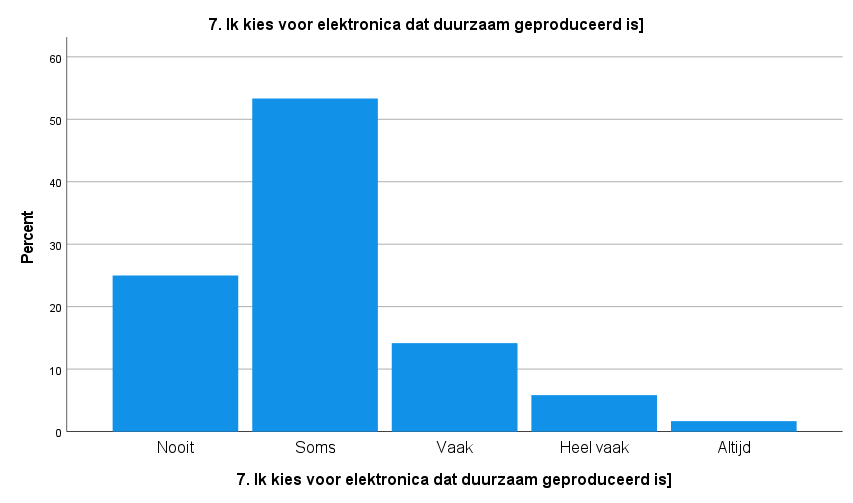 7. Ik kies voor elektronica dat duurzaam geproduceerd is]
60
50
40
30
20
10
0
Percent
Nooit Soms Vaak Heel vaak Altijd
7. Ik kies voor elektronica dat duurzaam geproduceerd is]